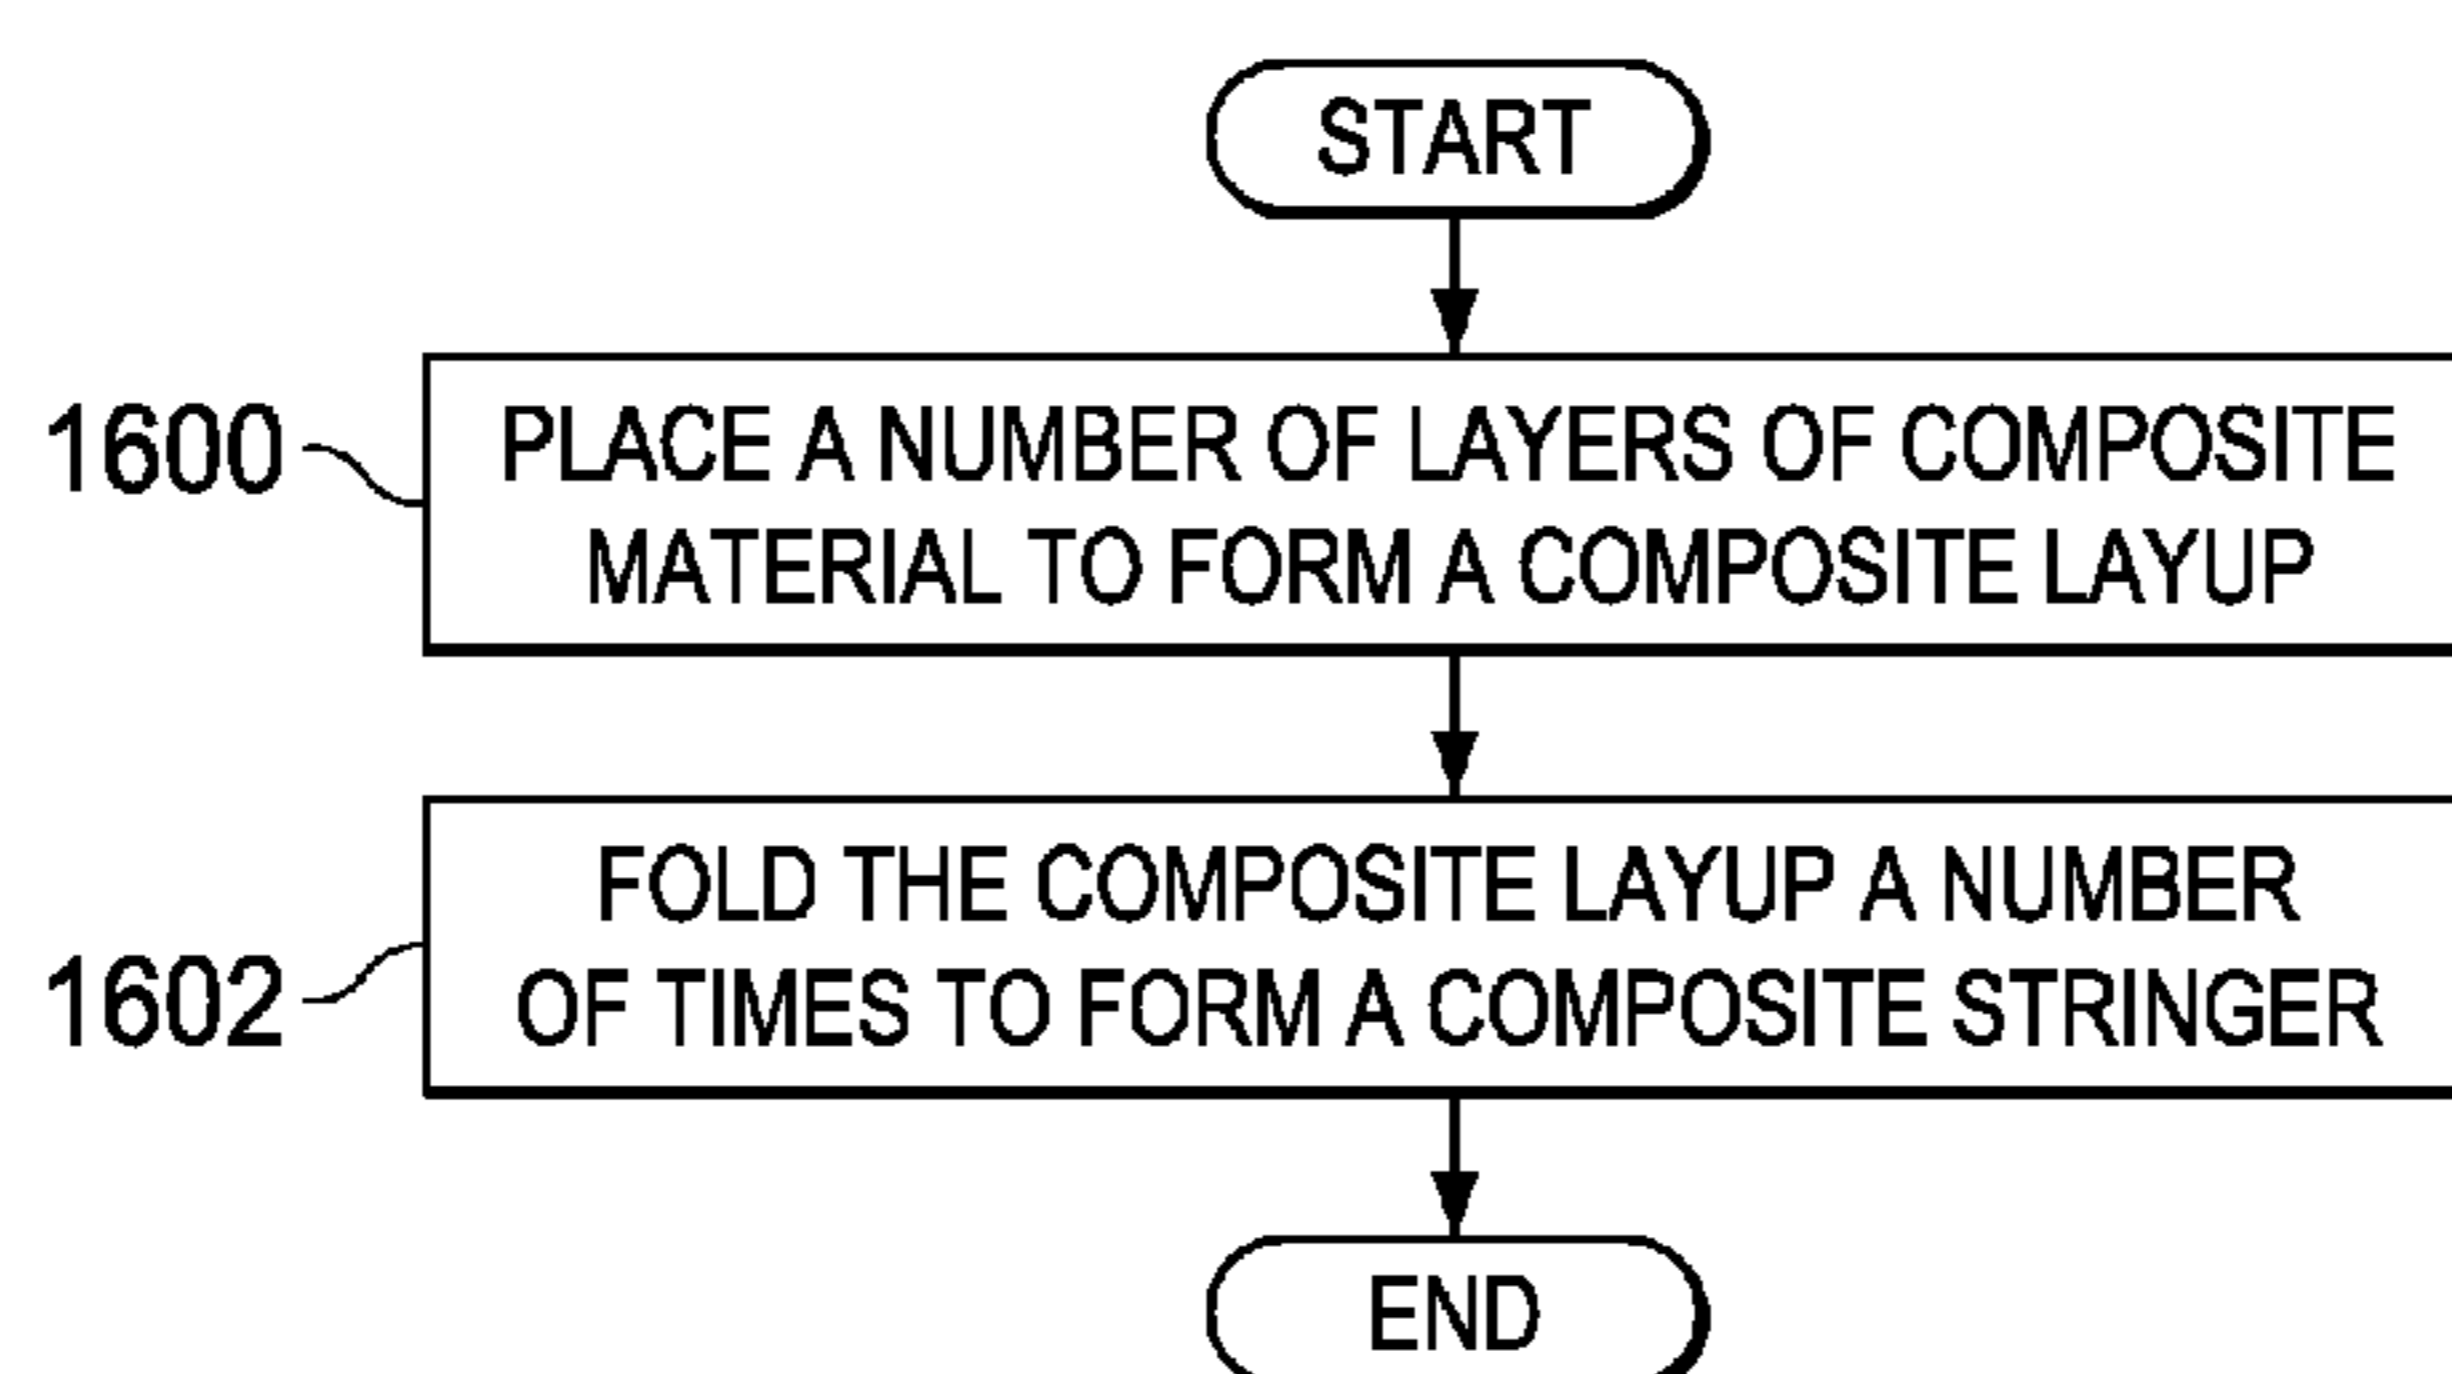 START
1600
PLACE A NUMBER OF LAYERS OF COMPOSITE
MATERIAL TO FORM A COMPOSITE LAYUP
FOLD THE COMPOSITE LAYUP A NUMBER
1602
OF TIMES TO FORM A COMPOSITE STRINGER
END